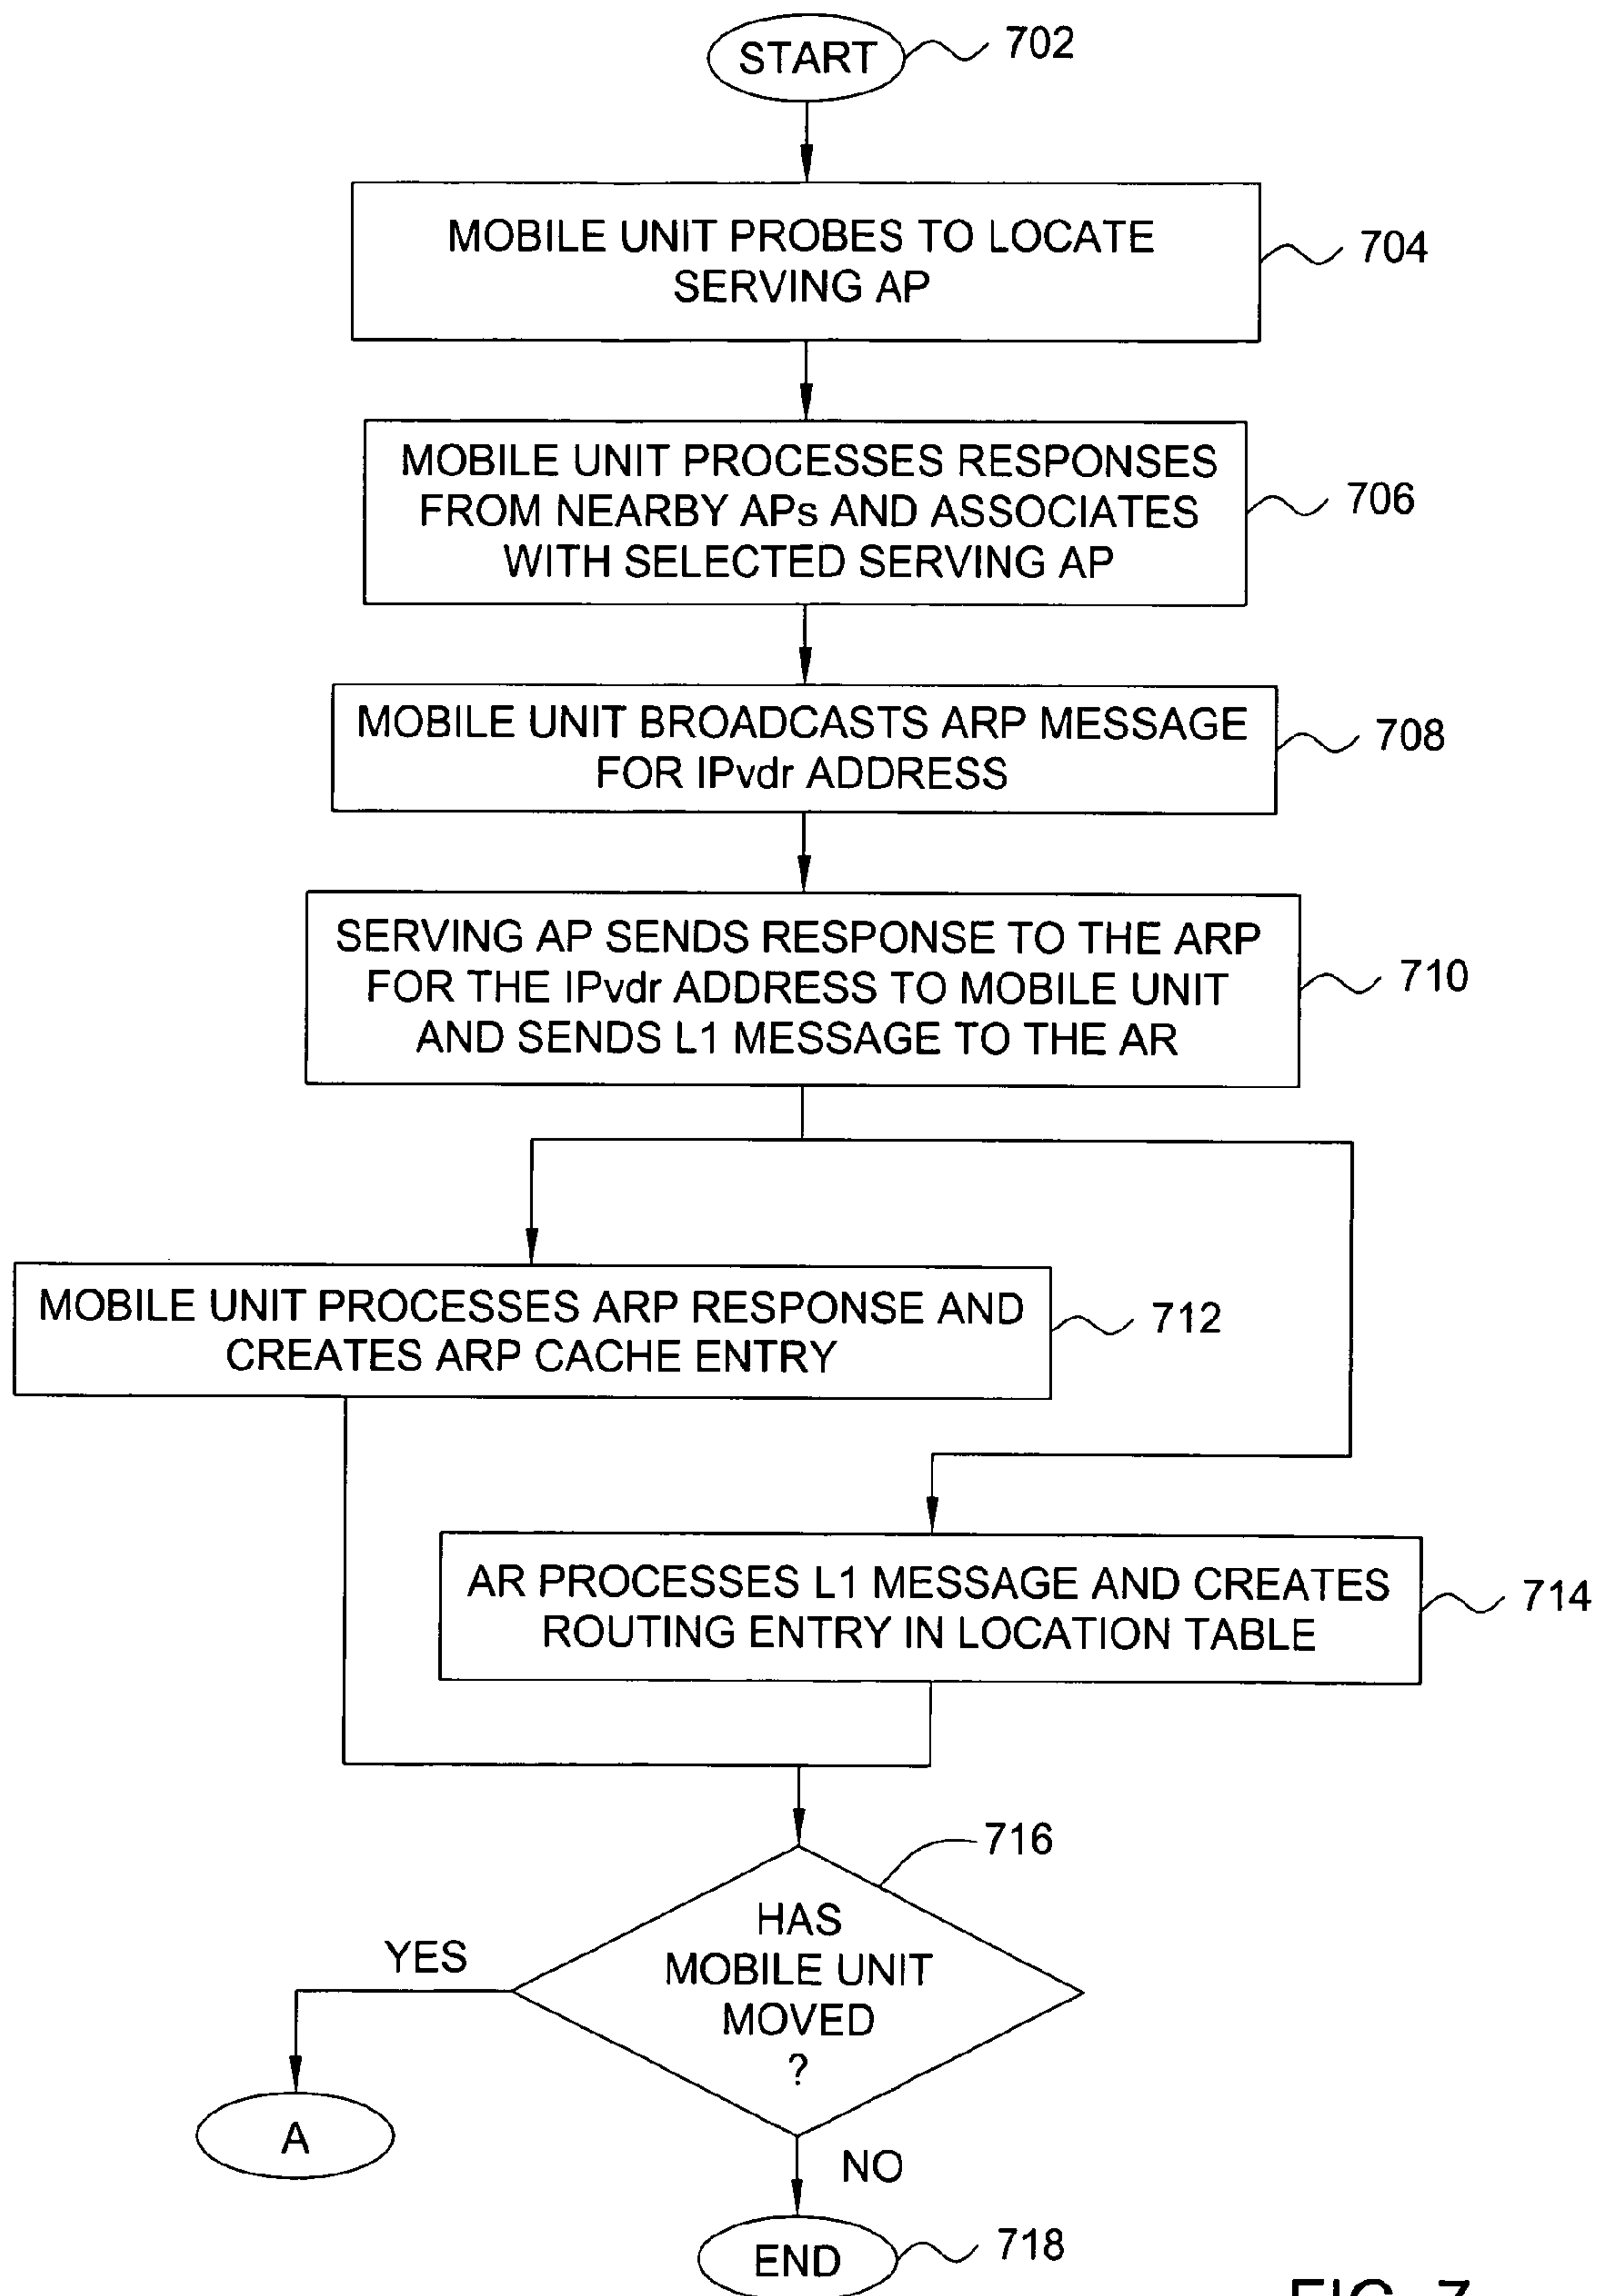 START
702
MOBILE UNIT PROBES TO LOCATE
SERVING AP
704
MOBILE UNIT PROCESSES RESPONSES
FROM NEARBY APs AND ASSOCIATES
WITH SELECTED SERVING AP
706
MOBILE UNIT BROADCASTS ARP MESSAGE
FOR IPvdr ADDRESS
708
SERVING AP SENDS RESPONSE TO THE ARP
FOR THE IPvdr ADDRESS TO MOBILE UNIT
AND SENDS L1 MESSAGE TO THE AR
710
MOBILE UNIT PROCESSES ARP RESPONSE AND
CREATES ARP CACHE ENTRY
712
AR PROCESSES L1 MESSAGE AND CREATES
ROUTING ENTRY IN LOCATION TABLE
714
716
HAS
MOBILE UNIT
MOVED
?
YES
A
NO
END
718
FIG. 7